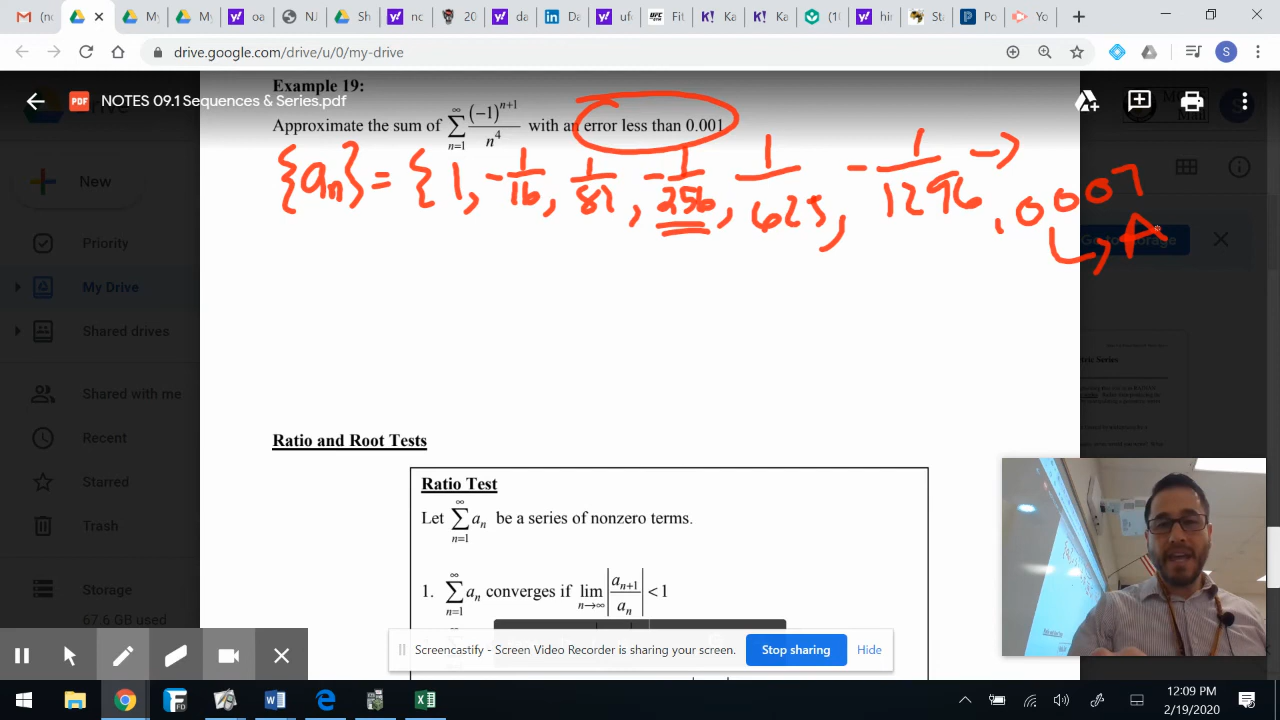 drive.google.com/u/0/my-drive
S
Example 19:
PDF NOTES 09.1 Sequences & Series.pdf
Approximate the sum of ∞ ∑ n=1 (−1)^{n+1} / n^4 with an error less than 0.001
{an} = { 1, -1/16, 1/81, -1/256, 1/625, -1/1296 →
.0007
New
Priority
My Drive
Shared drives
Shared with me
Recent
Starred
Trash
Storage
67.6 GB used
Ratio and Root Tests
Ratio Test
Let ∞ ∑ n=1 a_n be a series of nonzero terms.
1. ∞ ∑ n=1 a_n converges if lim n→∞ |a_{n+1} / a_n| < 1
Screencastify - Screen Video Recorder is sharing your screen.
Stop sharing
Hide
12:09 PM
2/19/2020